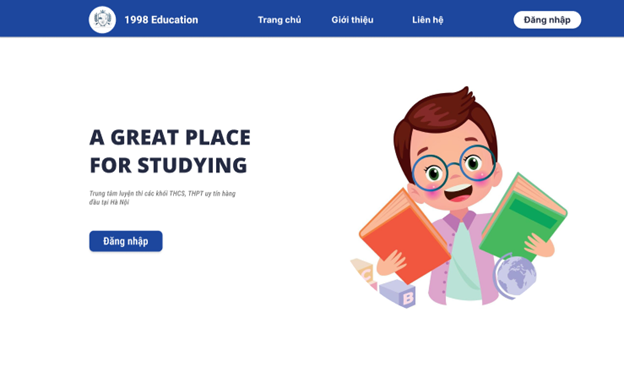 1998 Education
Trang chủ
Giới thiệu
Liên hệ
Đăng nhập
A GREAT PLACE
FOR STUDYING
Trung tâm luyện thi các khối THCS, THPT uy tín hàng
đầu tại Hà Nội
Đăng nhập
C
B